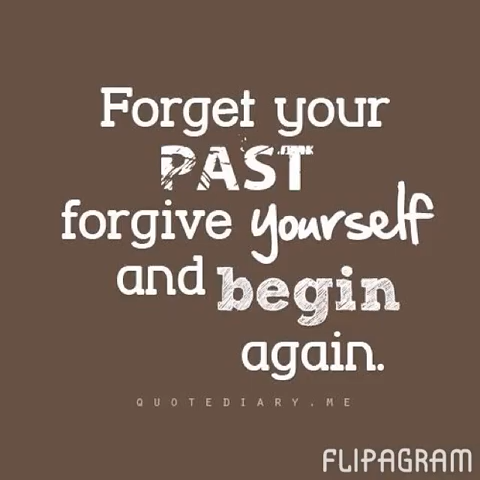 Forget your
PAST
forgive yourself
and begin
again.
QUOTEDIARY.ME
FLIPAGRAM